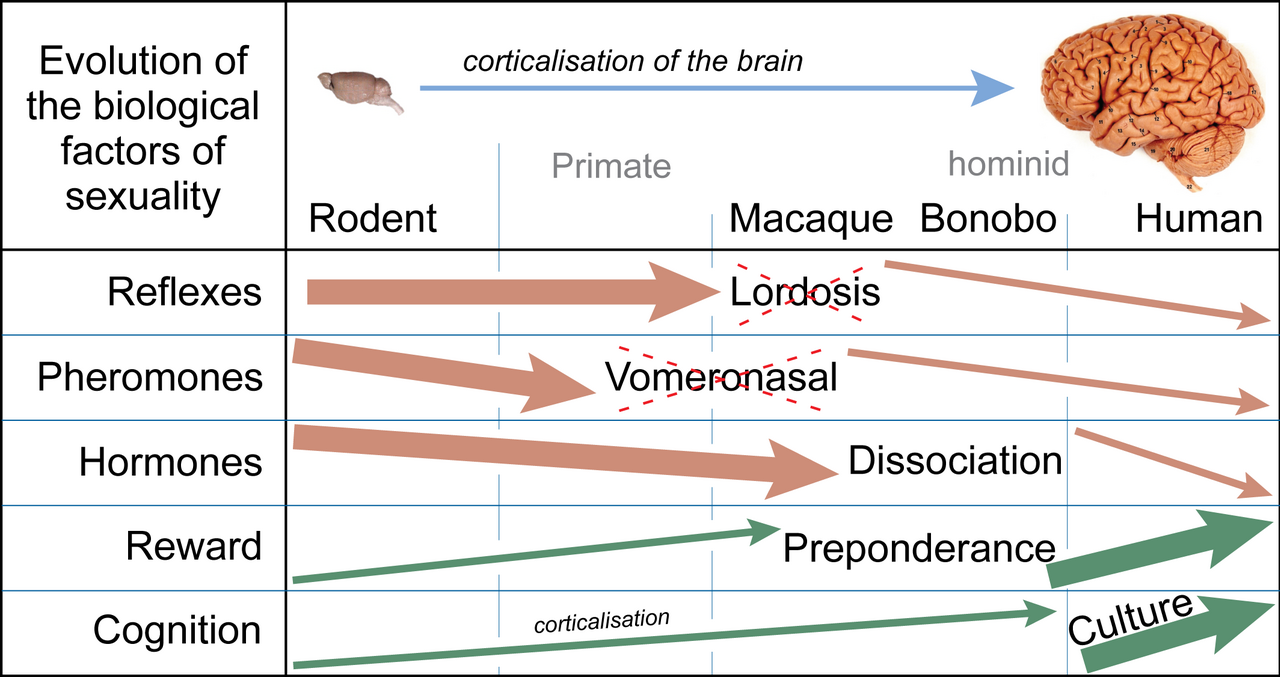 Evolution of
the biological
factors of
sexuality
corticalisation of the brain
Primate
hominid
Rodent
Macaque
Bonobo
Human
Reflexes
Lordosis
Pheromones
Vomeronasal
Hormones
Dissociation
Reward
Preponderance
Cognition
corticalisation
Culture